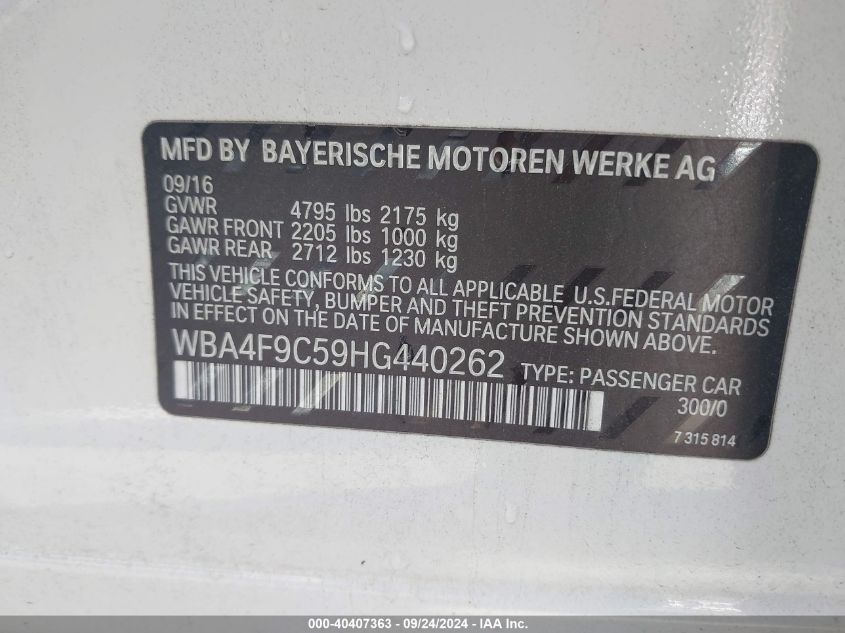 MFD BY BAYERISCHE MOTOREN WERKE AG
09/16
GVWR 4795 lbs 2175 kg
GAWR FRONT 2205 lbs 1000 kg
GAWR REAR 2712 lbs 1230 kg
THIS VEHICLE CONFORMS TO ALL APPLICABLE U.S.FEDERAL MOTOR
VEHICLE SAFETY, BUMPER AND THEFT PREVENTION STANDARDS
IN EFFECT ON THE DATE OF MANUFACTURE SHOWN ABOVE.
WBA4F9C59HG440262 TYPE: PASSENGER CAR
300/0
7 315 814
000-40407363 - 09/24/2024 - IAA Inc.